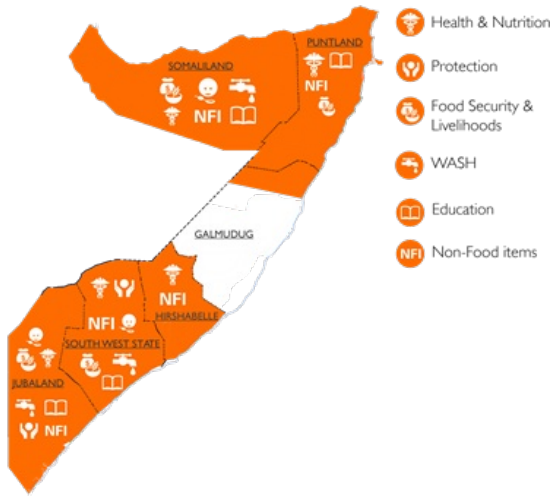 PUNTLAND
SOMALILAND
NFI
NFI
GALMUDUG
NFI
HIRSHABELLE
NFI
SOUTH WEST STATE
JUBALAND
NFI
Health & Nutrition
Protection
Food Security &
Livelihoods
WASH
Education
NFI Non-Food items